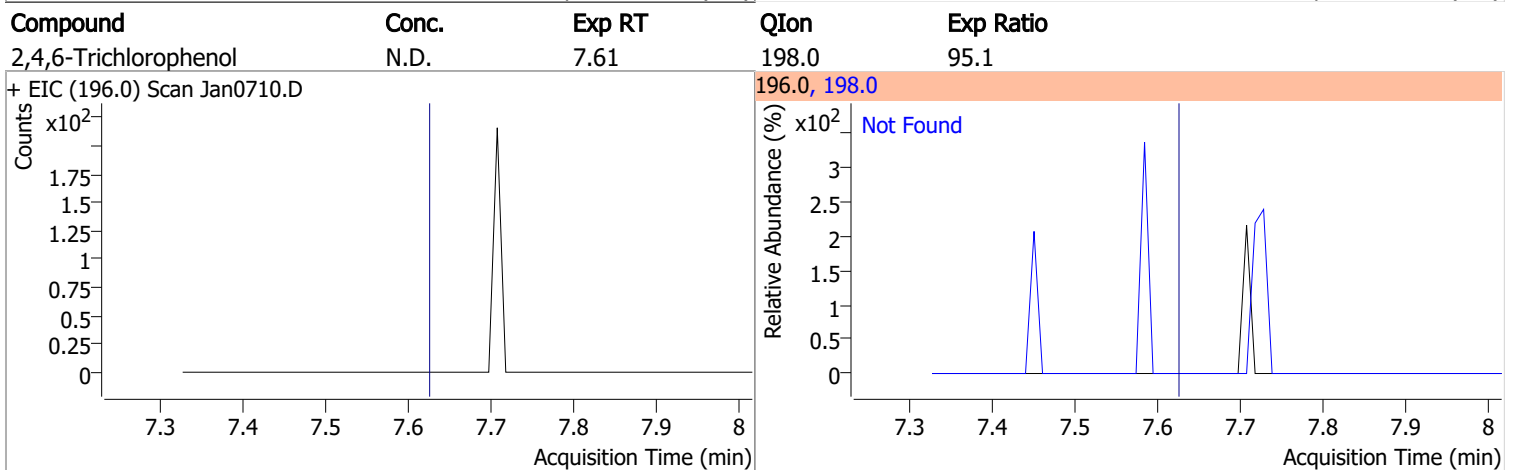 Compound Conc. Exp RT QIon Exp Ratio
2,4,6-Trichlorophenol N.D. 7.61 198.0 95.1
+ EIC (196.0) Scan Jan0710.D
Counts
x10²
1.75
1.5
1.25
1
0.75
0.5
0.25
0
7.3 7.4 7.5 7.6 7.7 7.8 7.9 8
Acquisition Time (min)
196.0, 198.0
Relative Abundance (%)
x10²
Not Found
3
2.5
2
1.5
1
0.5
0
7.3 7.4 7.5 7.6 7.7 7.8 7.9 8
Acquisition Time (min)